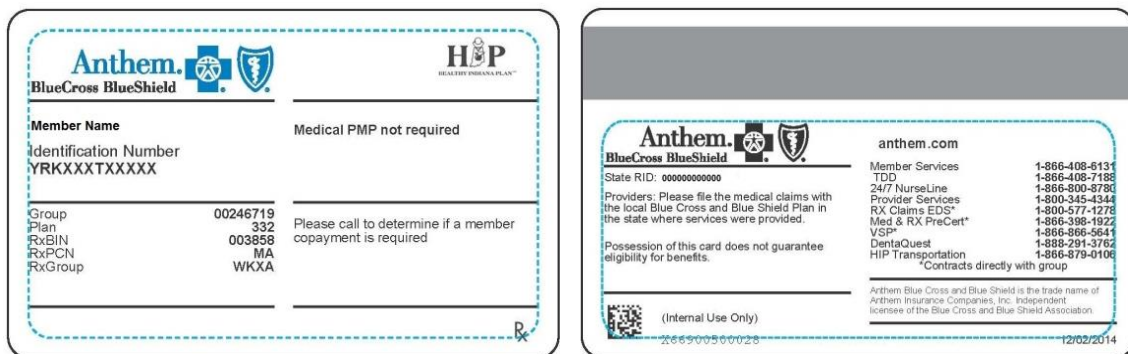 Anthem.
BlueCross BlueShield
HIP
HEALTHY INDIANA PLAN™
Member Name
Identification Number
YRKXXXTXXXXX
Medical PMP not required
Group 00246719
Plan 332
RxBIN 003858
RxPCN MA
RxGroup WKXA
Please call to determine if a member
copayment is required
Rx
Anthem.
BlueCross BlueShield
State RID: 000000000000
Providers: Please file the medical claims with
the local Blue Cross and Blue Shield Plan in
the state where services were provided.
Possession of this card does not guarantee
eligibility for benefits.
(Internal Use Only)
X66900500028
anthem.com
Member Services 1-866-408-6131
TDD 1-866-408-7188
24/7 NurseLine 1-866-800-8780
Provider Services 1-800-345-4344
RX Claims EDS* 1-800-577-1278
Med & RX PreCert* 1-866-398-1922
VSP* 1-866-866-5641
DentaQuest 1-888-291-3762
HIP Transportation 1-866-879-0106
*Contracts directly with group
Anthem Blue Cross and Blue Shield is the trade name of
Anthem Insurance Companies, Inc. Independent
licensee of the Blue Cross and Blue Shield Association.
12/02/2014